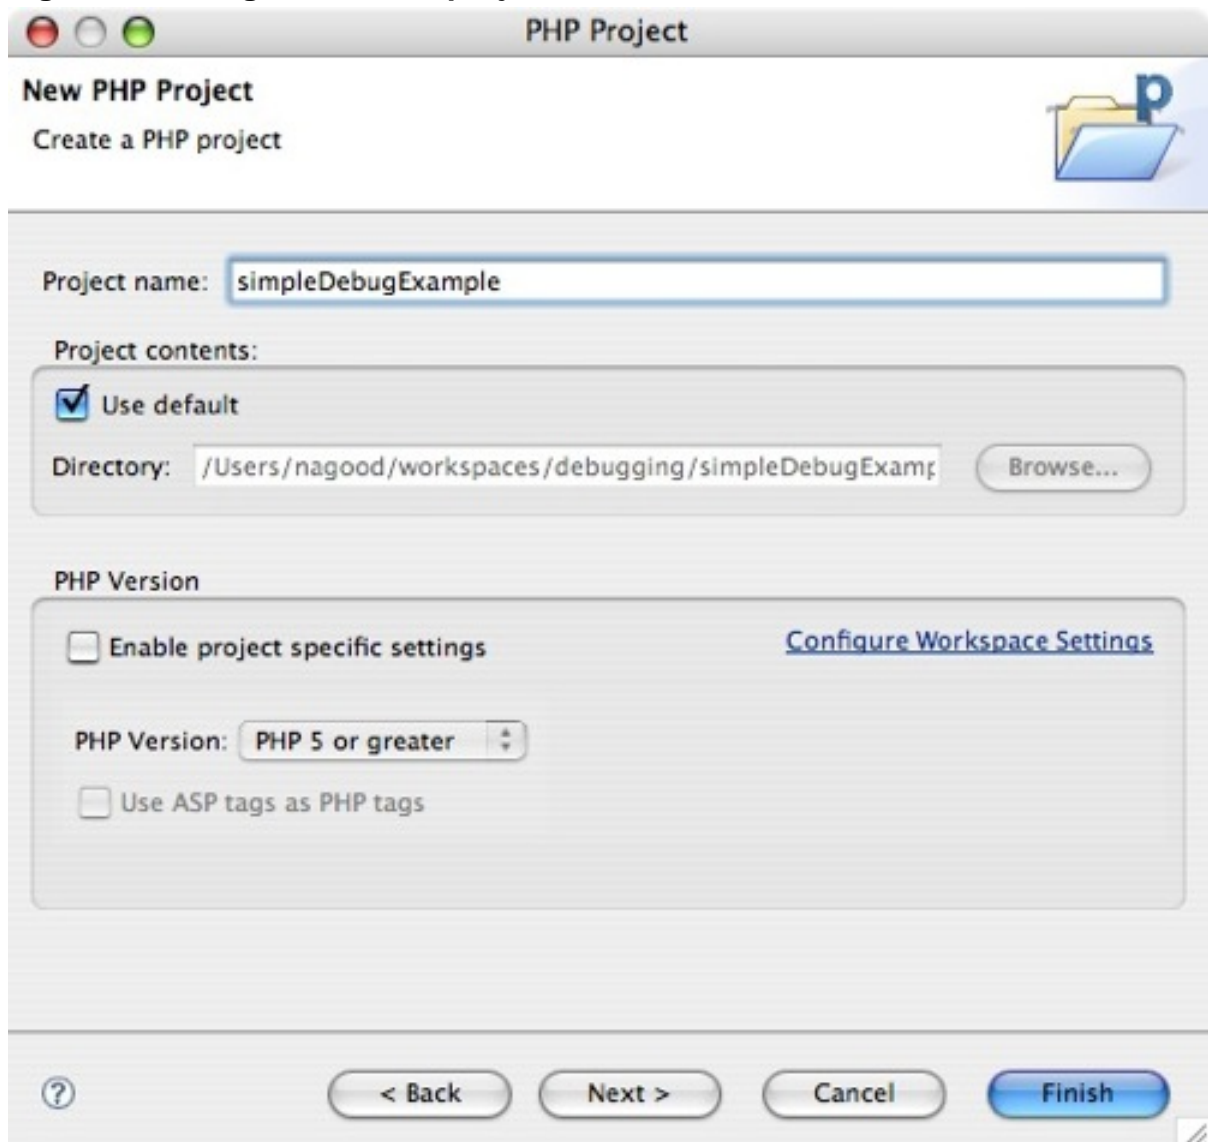 PHP Project
New PHP Project
p
Create a PHP project
Project name: simpleDebugExample
Project contents:
Use default
Directory: /Users/nagood/workspaces/debugging/simpleDebugExamp Browse...
PHP Version
Enable project specific settings Configure Workspace Settings
PHP Version: PHP 5 or greater
Use ASP tags as PHP tags
? < Back Next > Cancel Finish